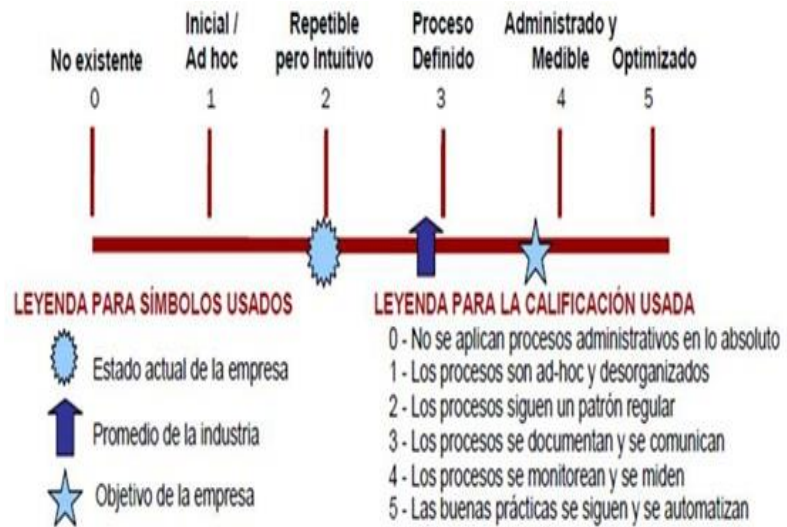 No existente
Inicial /
Ad hoc
Repetible
pero Intuitivo
Proceso
Definido
Administrado y
Medible
Optimizado
0 1 2 3 4 5
LEYENDA PARA SÍMBOLOS USADOS
Estado actual de la empresa
Promedio de la industria
Objetivo de la empresa
LEYENDA PARA LA CALIFICACIÓN USADA
0 - No se aplican procesos administrativos en lo absoluto
1 - Los procesos son ad-hoc y desorganizados
2 - Los procesos siguen un patrón regular
3 - Los procesos se documentan y se comunican
4 - Los procesos se monitorean y se miden
5 - Las buenas prácticas se siguen y se automatizan